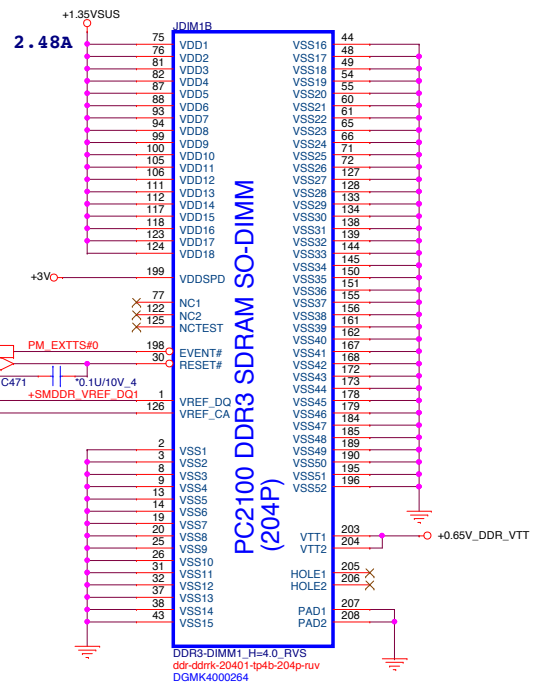 +1.35VSUS
2.48A
JDIM1B
75 VDD1 VSS16 44
76 VDD2 VSS17 48
81 VDD3 VSS18 49
82 VDD4 VSS19 54
87 VDD5 VSS20 55
88 VDD6 VSS21 60
93 VDD7 VSS22 61
94 VDD8 VSS23 65
99 VDD9 VSS24 66
100 VDD10 VSS25 71
105 VDD11 VSS26 72
106 VDD12 VSS27 127
111 VDD13 VSS28 128
112 VDD14 VSS29 133
117 VDD15 VSS30 134
118 VDD16 VSS31 138
123 VDD17 VSS32 139
124 VDD18 VSS33 144
VSS34 145
+3V 199 VDDSPD VSS35 150
VSS36 151
77 NC1 VSS37 155
122 NC2 VSS38 156
125 NCTEST VSS39 161
VSS40 162
PM_EXTTS#0 198 EVENT# VSS41 167
30 RESET# VSS42 168
VSS43 172
C471 *0.1U/10V_4 VSS44 173
+SMDDR_VREF_DQ1 1 VREF_DQ VSS45 178
126 VREF_CA VSS46 179
VSS47 184
VSS48 185
2 VSS1 VSS49 189
3 VSS2 VSS50 190
8 VSS3 VSS51 195
9 VSS4 VSS52 196
13 VSS5
14 VSS6
19 VSS7
20 VSS8 VTT1 203 +0.65V_DDR_VTT
25 VSS9 VTT2 204
26 VSS10
31 VSS11 HOLE1 205
32 VSS12 HOLE2 206
37 VSS13
38 VSS14 PAD1 207
43 VSS15 PAD2 208
PC2100 DDR3 SDRAM SO-DIMM
(204P)
DDR3-DIMM1_H=4.0_RVS
ddr-ddrrk-20401-tp4b-204p-ruv
DGMK4000264